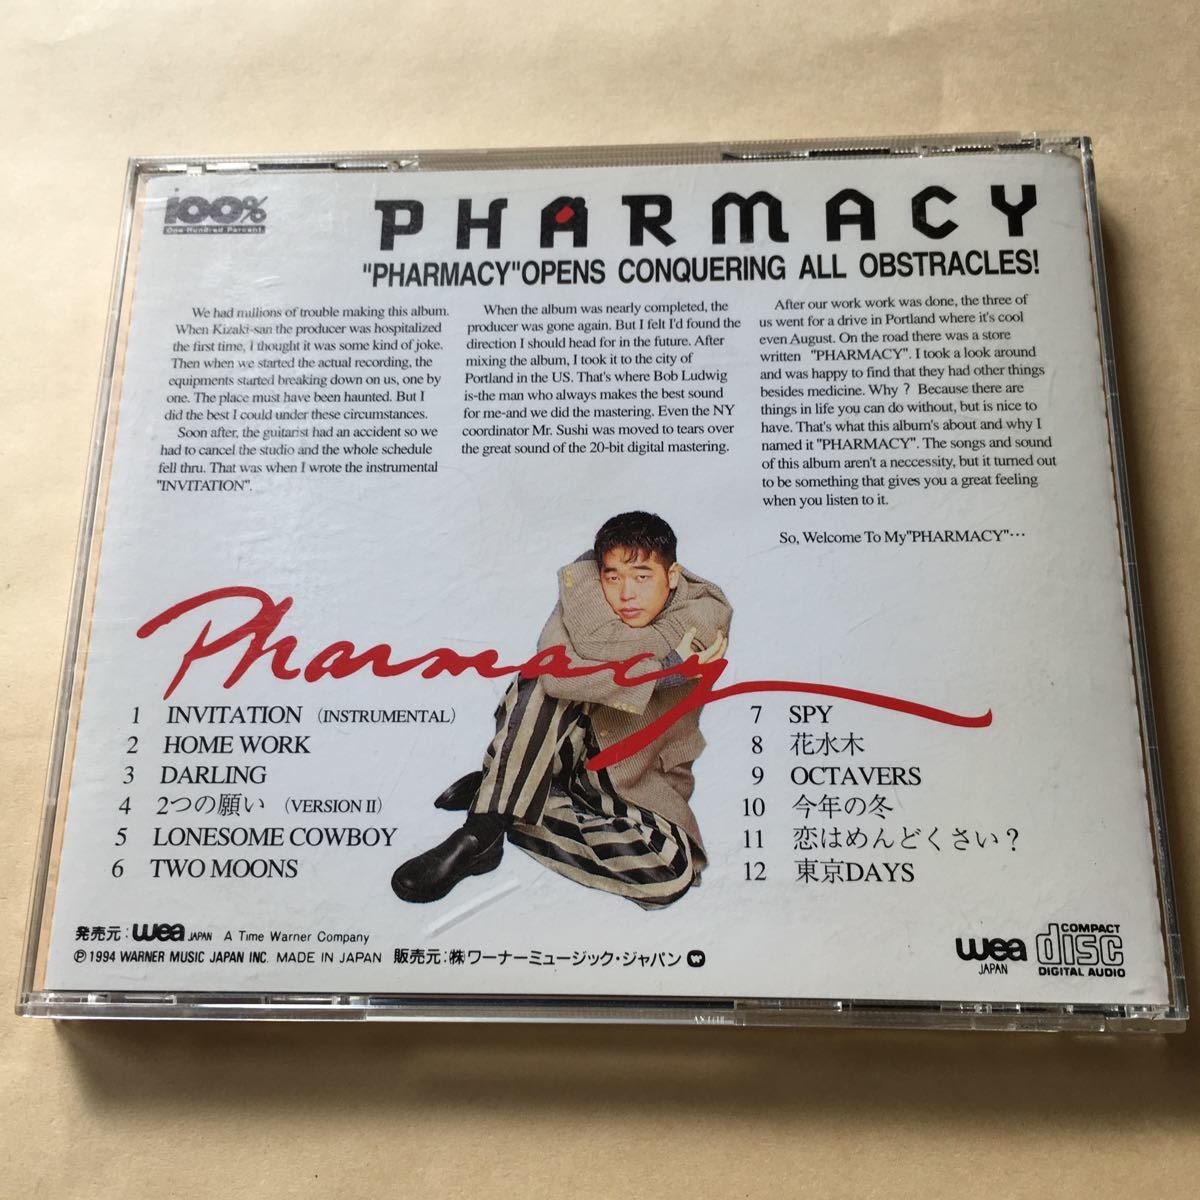 100%
One Hundred Percent.
PHARMACY
"PHARMACY"OPENS CONQUERING ALL OBSTRACLES!
We had millions of trouble making this album.
When Kizaki-san the producer was hospitalized
the first time, I thought it was some kind of joke.
Then when we started the actual recording, the
equipments started breaking down on us, one by
one. The place must have been haunted. But I
did the best I could under these circumstances.
Soon after, the guitarist had an accident so we
had to cancel the studio and the whole schedule
fell thru. That was when I wrote the instrumental
"INVITATION".
When the album was nearly completed, the
producer was gone again. But I felt I'd found the
direction I should head for in the future. After
mixing the album, I took it to the city of
Portland in the US. That's where Bob Ludwig
is-the man who always makes the best sound
for me-and we did the mastering. Even the NY
coordinator Mr. Sushi was moved to tears over
the great sound of the 20-bit digital mastering.
After our work work was done, the three of
us went for a drive in Portland where it's cool
even August. On the road there was a store
written "PHARMACY". I took a look around
and was happy to find that they had other things
besides medicine. Why ? Because there are
things in life you can do without, but is nice to
have. That's what this album's about and why I
named it "PHARMACY". The songs and sound
of this album aren't a neccessity, but it turned out
to be something that gives you a great feeling
when you listen to it.
So, Welcome To My"PHARMACY"…
Pharmacy
1 INVITATION (INSTRUMENTAL)
2 HOME WORK
3 DARLING
4 2つの願い (VERSION II)
5 LONESOME COWBOY
6 TWO MOONS
7 SPY
8 花水木
9 OCTAVERS
10 今年の冬
11 恋はめんどくさい?
12 東京DAYS
発売元: wea JAPAN A Time Warner Company
Ⓟ1994 WARNER MUSIC JAPAN INC. MADE IN JAPAN 販売元:㈱ワーナーミュージック・ジャパン
wea
JAPAN
COMPACT
disc
DIGITAL AUDIO